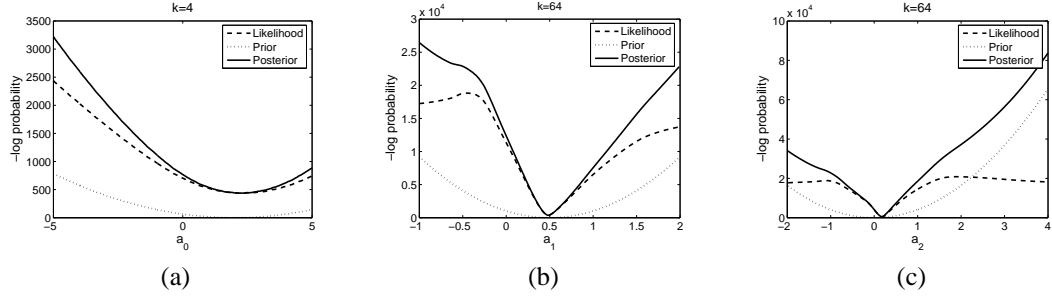 k=4
3500
3000
2500
2000
1500
1000
500
0
−5
0
5
−log probability
a0
Likelihood
Prior
Posterior
(a)
k=64
x 10^4
3
2.5
2
1.5
1
0.5
0
−1
−0.5
0
0.5
1
1.5
2
−log probability
a1
Likelihood
Prior
Posterior
(b)
k=64
x 10^4
10
8
6
4
2
0
−2
−1
0
1
2
3
4
−log probability
a2
Likelihood
Prior
Posterior
(c)